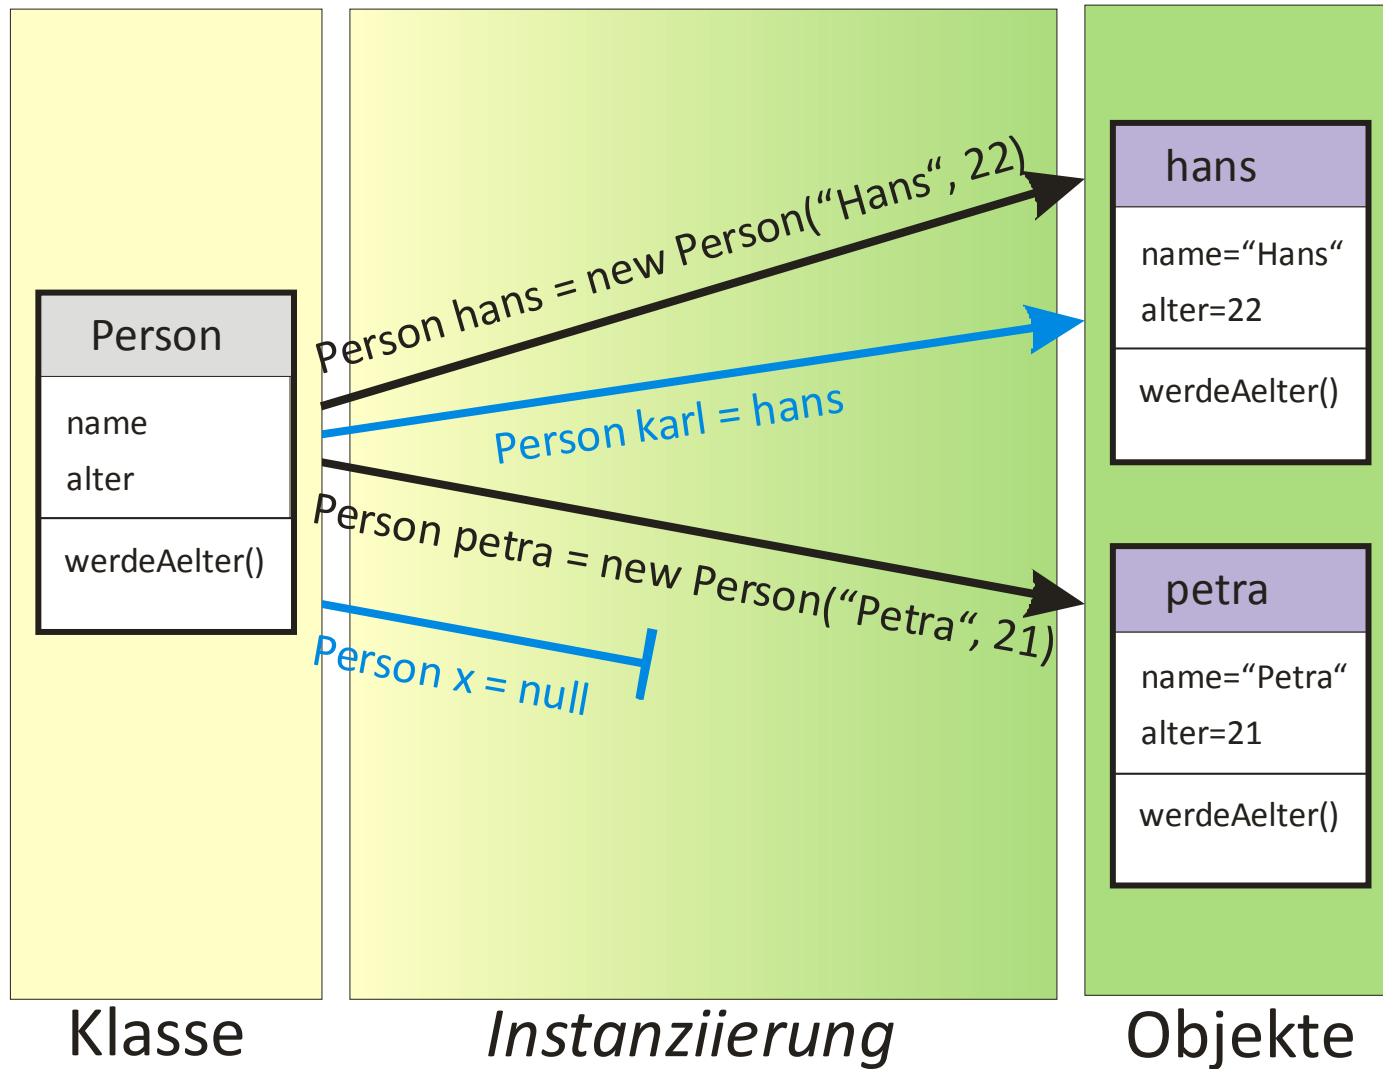 Person
name
alter
werdeAelter()
Person hans = new Person(“Hans“, 22)
Person karl = hans
Person petra = new Person(“Petra“, 21)
Person x = null
hans
name=“Hans“
alter=22
werdeAelter()
petra
name=“Petra“
alter=21
werdeAelter()
Klasse
Instanziierung
Objekte